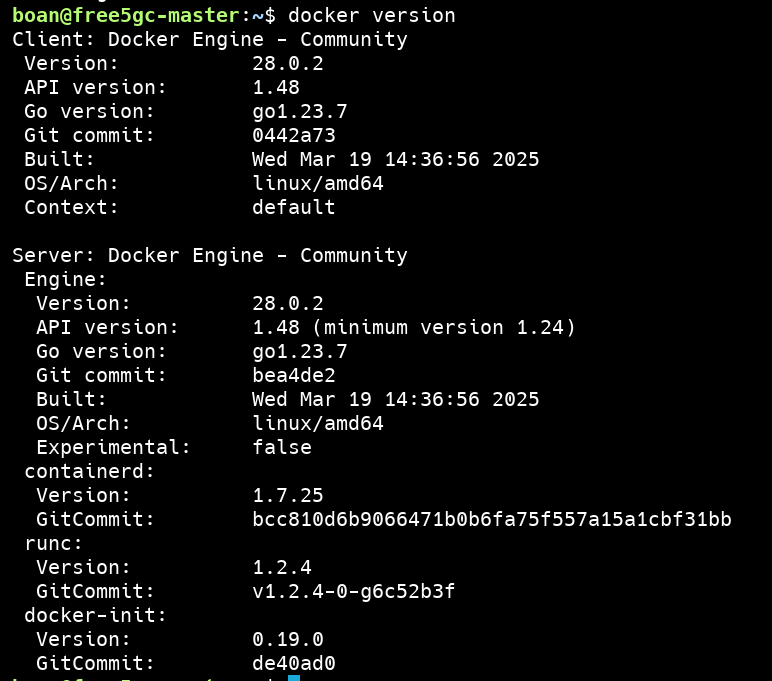 boan@free5gc-master:~$ docker version
Client: Docker Engine - Community
 Version:           28.0.2
 API version:       1.48
 Go version:        go1.23.7
 Git commit:        0442a73
 Built:             Wed Mar 19 14:36:56 2025
 OS/Arch:           linux/amd64
 Context:           default

Server: Docker Engine - Community
 Engine:
  Version:          28.0.2
  API version:      1.48 (minimum version 1.24)
  Go version:       go1.23.7
  Git commit:       bea4de2
  Built:            Wed Mar 19 14:36:56 2025
  OS/Arch:          linux/amd64
  Experimental:     false
 containerd:
  Version:          1.7.25
  GitCommit:        bcc810d6b9066471b0b6fa75f557a15a1cbf31bb
 runc:
  Version:          1.2.4
  GitCommit:        v1.2.4-0-g6c52b3f
 docker-init:
  Version:          0.19.0
  GitCommit:        de40ad0